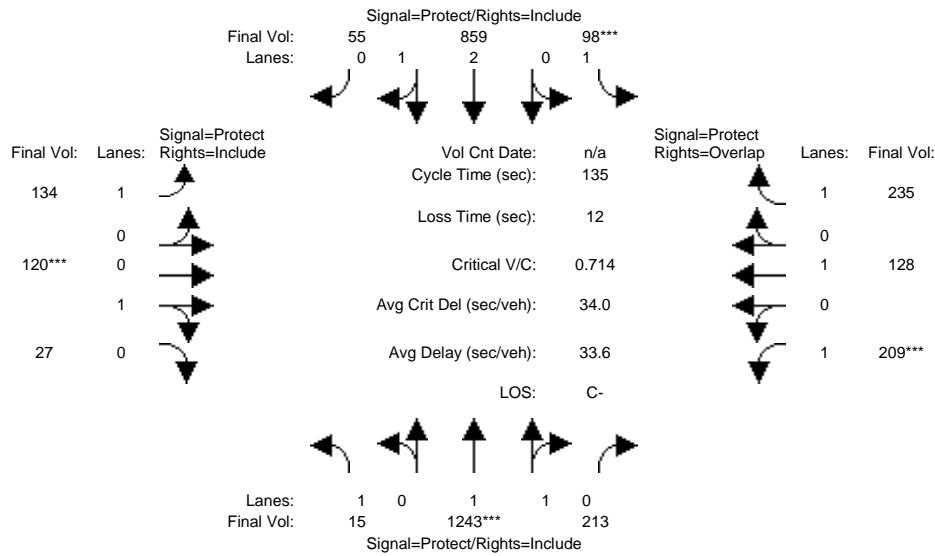 Signal=Protect/Rights=Include
Final Vol: 55 859 98***
Lanes: 0 1 2 0 1
Signal=Protect
Final Vol: Lanes: Rights=Include
Vol Cnt Date: n/a
Signal=Protect
Rights=Overlap Lanes: Final Vol:
Cycle Time (sec): 135
134 1
1 235
Loss Time (sec): 12
0
0
120*** 0
Critical V/C: 0.714
1 128
1
Avg Crit Del (sec/veh): 34.0
0
27 0
Avg Delay (sec/veh): 33.6
1 209***
LOS: C-
Lanes: 1 0 1 1 0
Final Vol: 15 1243*** 213
Signal=Protect/Rights=Include